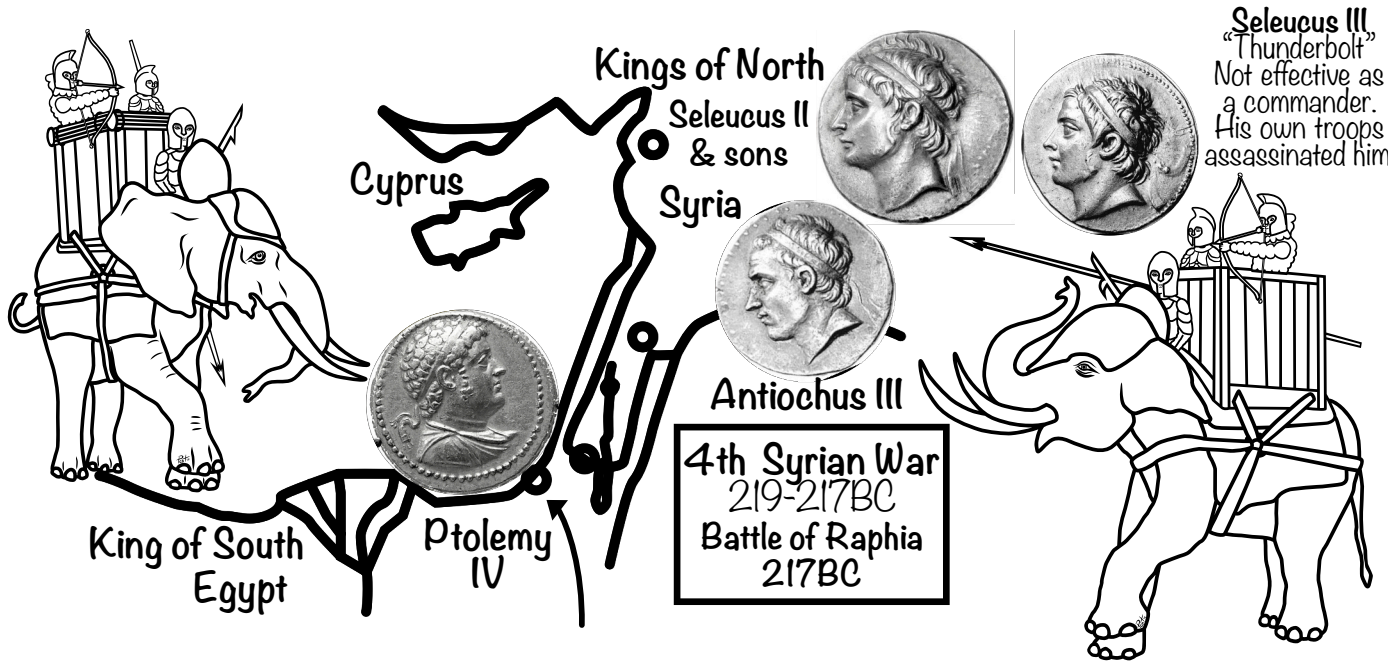 Kings of North
Seleucus II
& sons
Seleucus III
“Thunderbolt”
Not effective as
a commander.
His own troops
assassinated him
Cyprus
Syria
Antiochus III
4th Syrian War
219-217BC
Battle of Raphia
217BC
King of South
Egypt
Ptolemy
IV